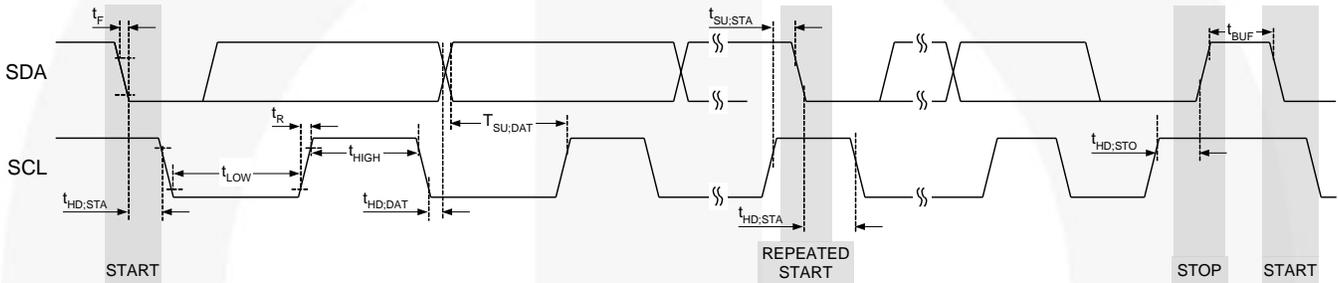 tF
tSU;STA
tBUF
SDA
tR
TSU;DAT
tHIGH
tHD;STO
SCL
tLOW
tHD;STA
tHD;DAT
tHD;STA
START
REPEATED
START
STOP
START